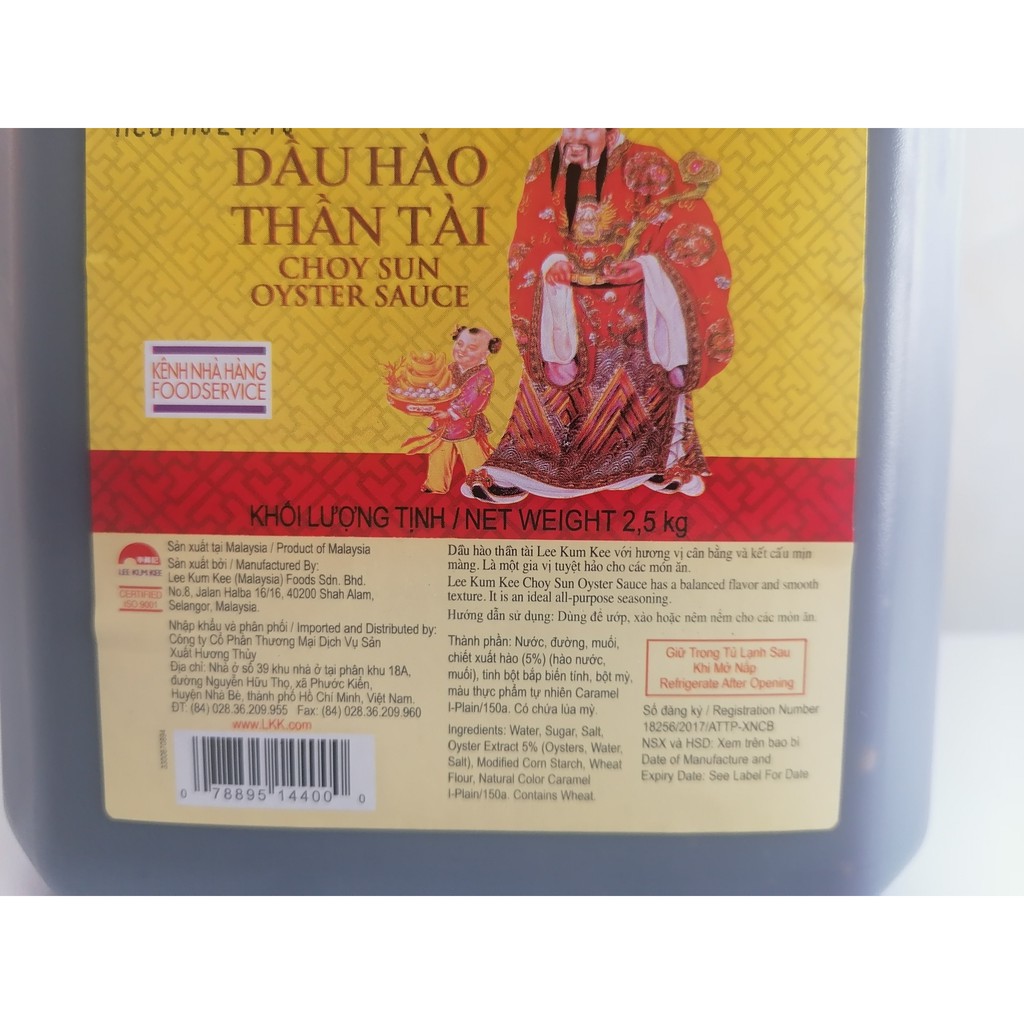 DẦU HÀO
THẦN TÀI
CHOY SUN
OYSTER SAUCE
KÊNH NHÀ HÀNG
FOODSERVICE
KHỐI LƯỢNG TỊNH / NET WEIGHT 2,5 kg
LEE KUM KEE
CERTIFIED
ISO 9001
Sản xuất tại Malaysia / Product of Malaysia
Sản xuất bởi / Manufactured By:
Lee Kum Kee (Malaysia) Foods Sdn. Bhd.
No.8, Jalan Halba 16/16, 40200 Shah Alam,
Selangor, Malaysia.
Nhập khẩu và phân phối / Imported and Distributed by:
Công ty Cổ Phần Thương Mại Dịch Vụ Sản
Xuất Hương Thủy
Địa chỉ: Nhà ở số 39 khu nhà ở tại phân khu 18A,
đường Nguyễn Hữu Thọ, xã Phước Kiển,
Huyện Nhà Bè, thành phố Hồ Chí Minh, Việt Nam.
ĐT: (84) 028.36.209.955 Fax: (84) 028.36.209.960
www.LKK.com
0 78895 14400 0
Dầu hào thần tài Lee Kum Kee với hương vị cân bằng và kết cấu mịn
màng. Là một gia vị tuyệt hảo cho các món ăn.
Lee Kum Kee Choy Sun Oyster Sauce has a balanced flavor and smooth
texture. It is an ideal all-purpose seasoning.
Hướng dẫn sử dụng: Dùng để ướp, xào hoặc nêm nếm cho các món ăn.
Thành phần: Nước, đường, muối,
chiết xuất hào (5%) (hào nước,
muối), tinh bột bắp biến tính, bột mỳ,
màu thực phẩm tự nhiên Caramel
I-Plain/150a. Có chứa lúa mỳ.
Ingredients: Water, Sugar, Salt,
Oyster Extract 5% (Oysters, Water,
Salt), Modified Corn Starch, Wheat
Flour, Natural Color Caramel
I-Plain/150a. Contains Wheat.
Giữ Trong Tủ Lạnh Sau
Khi Mở Nắp
Refrigerate After Opening
Số đăng ký / Registration Number
18256/2017/ATTP-XNCB
NSX và HSD: Xem trên bao bì
Date of Manufacture and
Expiry Date: See Label For Date